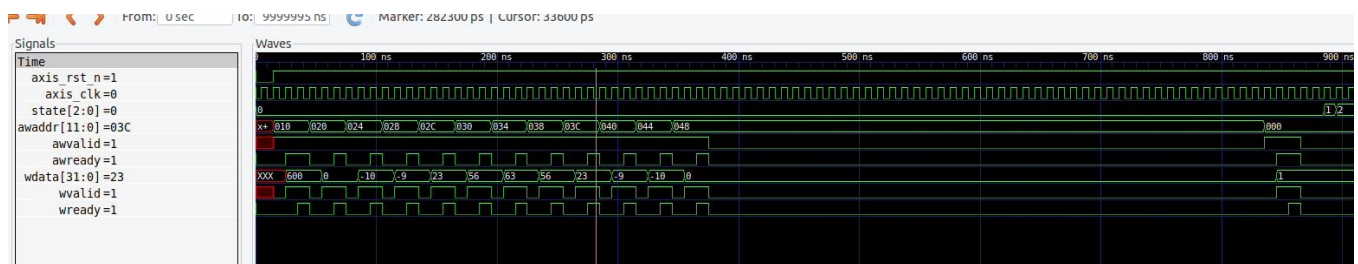 From: 0 sec To: 9999995 ns Marker: 282300 ps | Cursor: 33600 ps
Signals Waves
Time
100 ns 200 ns 300 ns 400 ns 500 ns 600 ns 700 ns 800 ns 900 ns
axis_rst_n=1
axis_clk=0
state[2:0]=0 0 1 2
awaddr[11:0]=03C x+ 010 020 024 028 02C 030 034 038 03C 040 044 048 000
awvalid=1
awready=1
wdata[31:0]=23 XXX 600 0 -10 -9 23 56 63 56 23 -9 -10 0 1
wvalid=1
wready=1